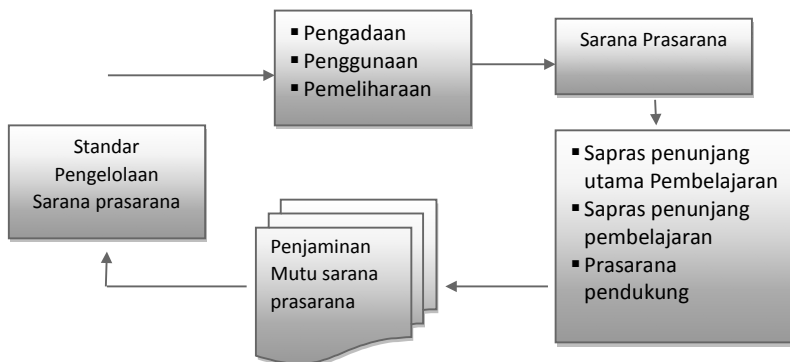 ▪ Pengadaan
▪ Penggunaan
▪ Pemeliharaan
Sarana Prasarana
Standar
Pengelolaan
Sarana prasarana
▪ Sapras penunjang
utama Pembelajaran
▪ Sapras penunjang
pembelajaran
▪ Prasarana
pendukung
Penjaminan
Mutu sarana
prasarana